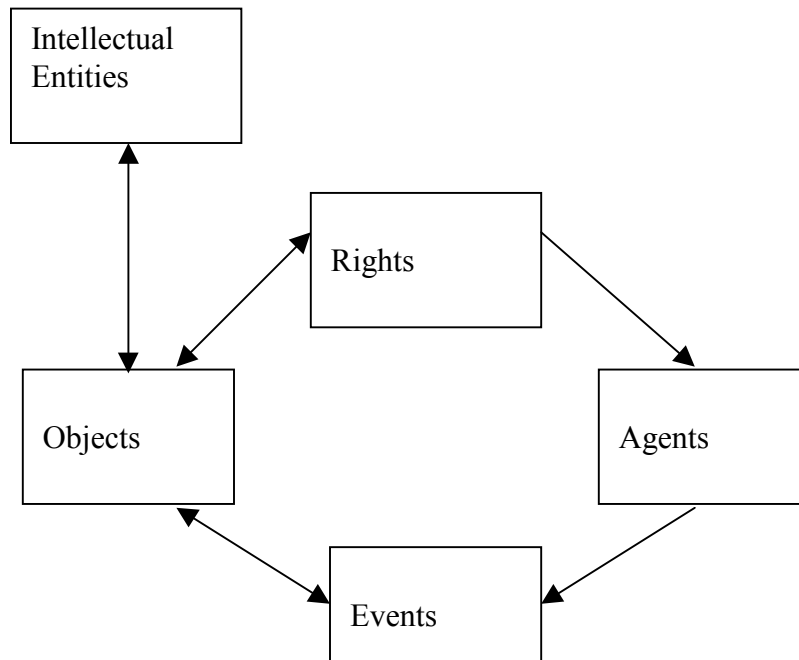 Intellectual
Entities
Rights
Objects
Agents
Events